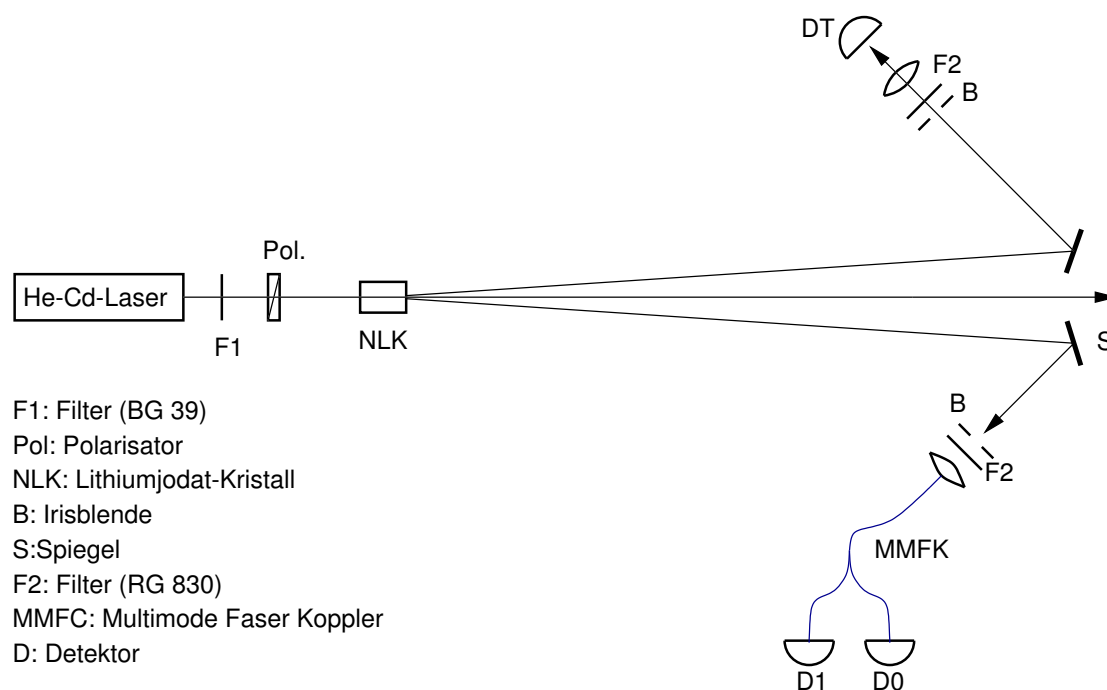 DT
F2
B
Pol.
He-Cd-Laser
F1
NLK
S
B
F2
MMFK
D1
D0
F1: Filter (BG 39)
Pol: Polarisator
NLK: Lithiumjodat-Kristall
B: Irisblende
S:Spiegel
F2: Filter (RG 830)
MMFC: Multimode Faser Koppler
D: Detektor